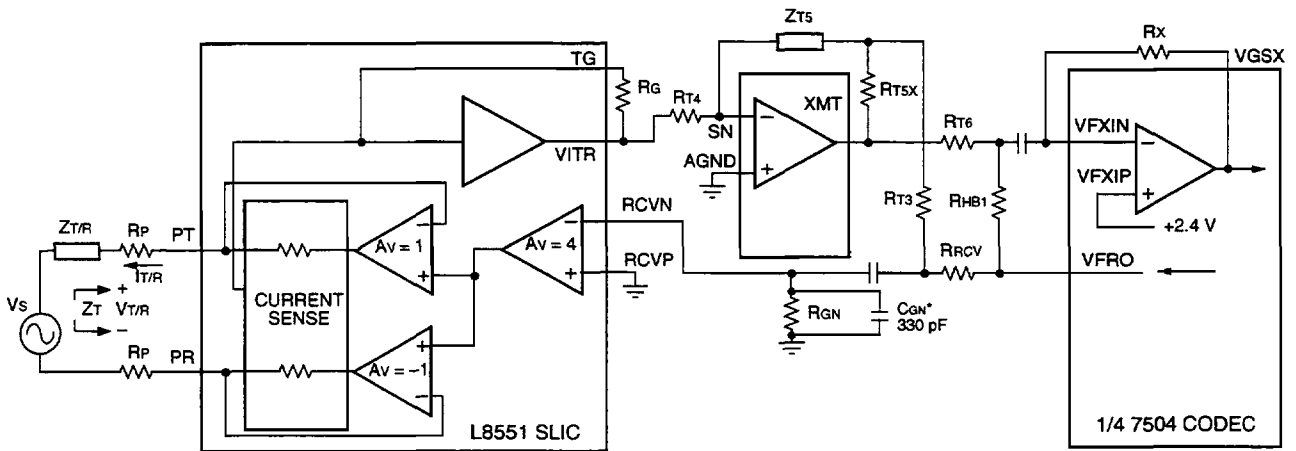 ZT5
RX
VGSX
TG
RG
RT4
XMT
RT5X
SN
RT6
VFXIN
VITR
AGND
VFXIP
RT3
RHB1
+2.4 V
RCVN
ZT/R
RP
PT
AV = 1
AV = 4
RRCV
VFRO
IT/R
RCVP
VS
ZT
+
VT/R
–
CURRENT
SENSE
RGN
CGN*
330 pF
RP
PR
AV = –1
L8551 SLIC
1/4 7504 CODEC